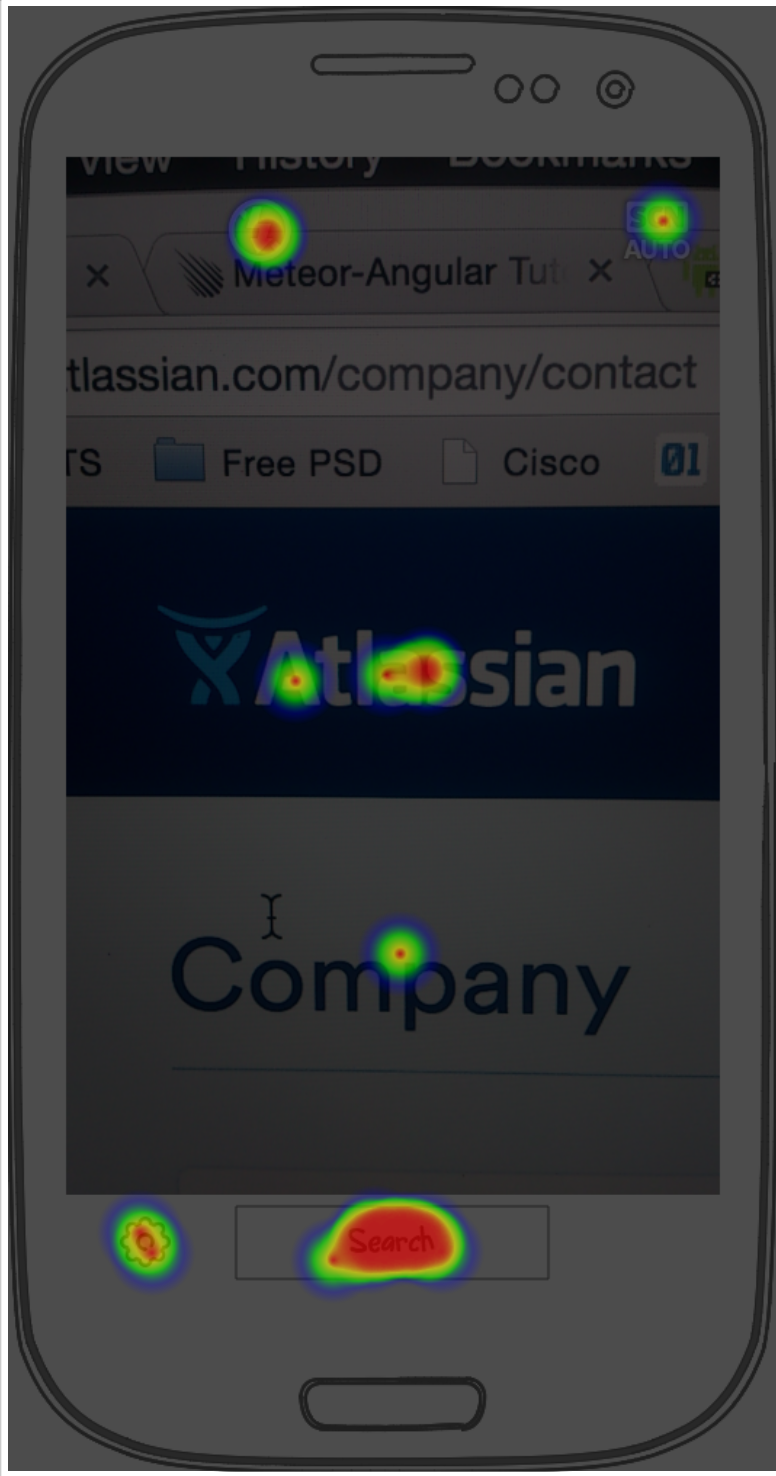 View History Bookmarks
AUTO
Meteor-Angular Tut
tlassian.com/company/contact
TS Free PSD Cisco 01
Atlassian
Company
Search